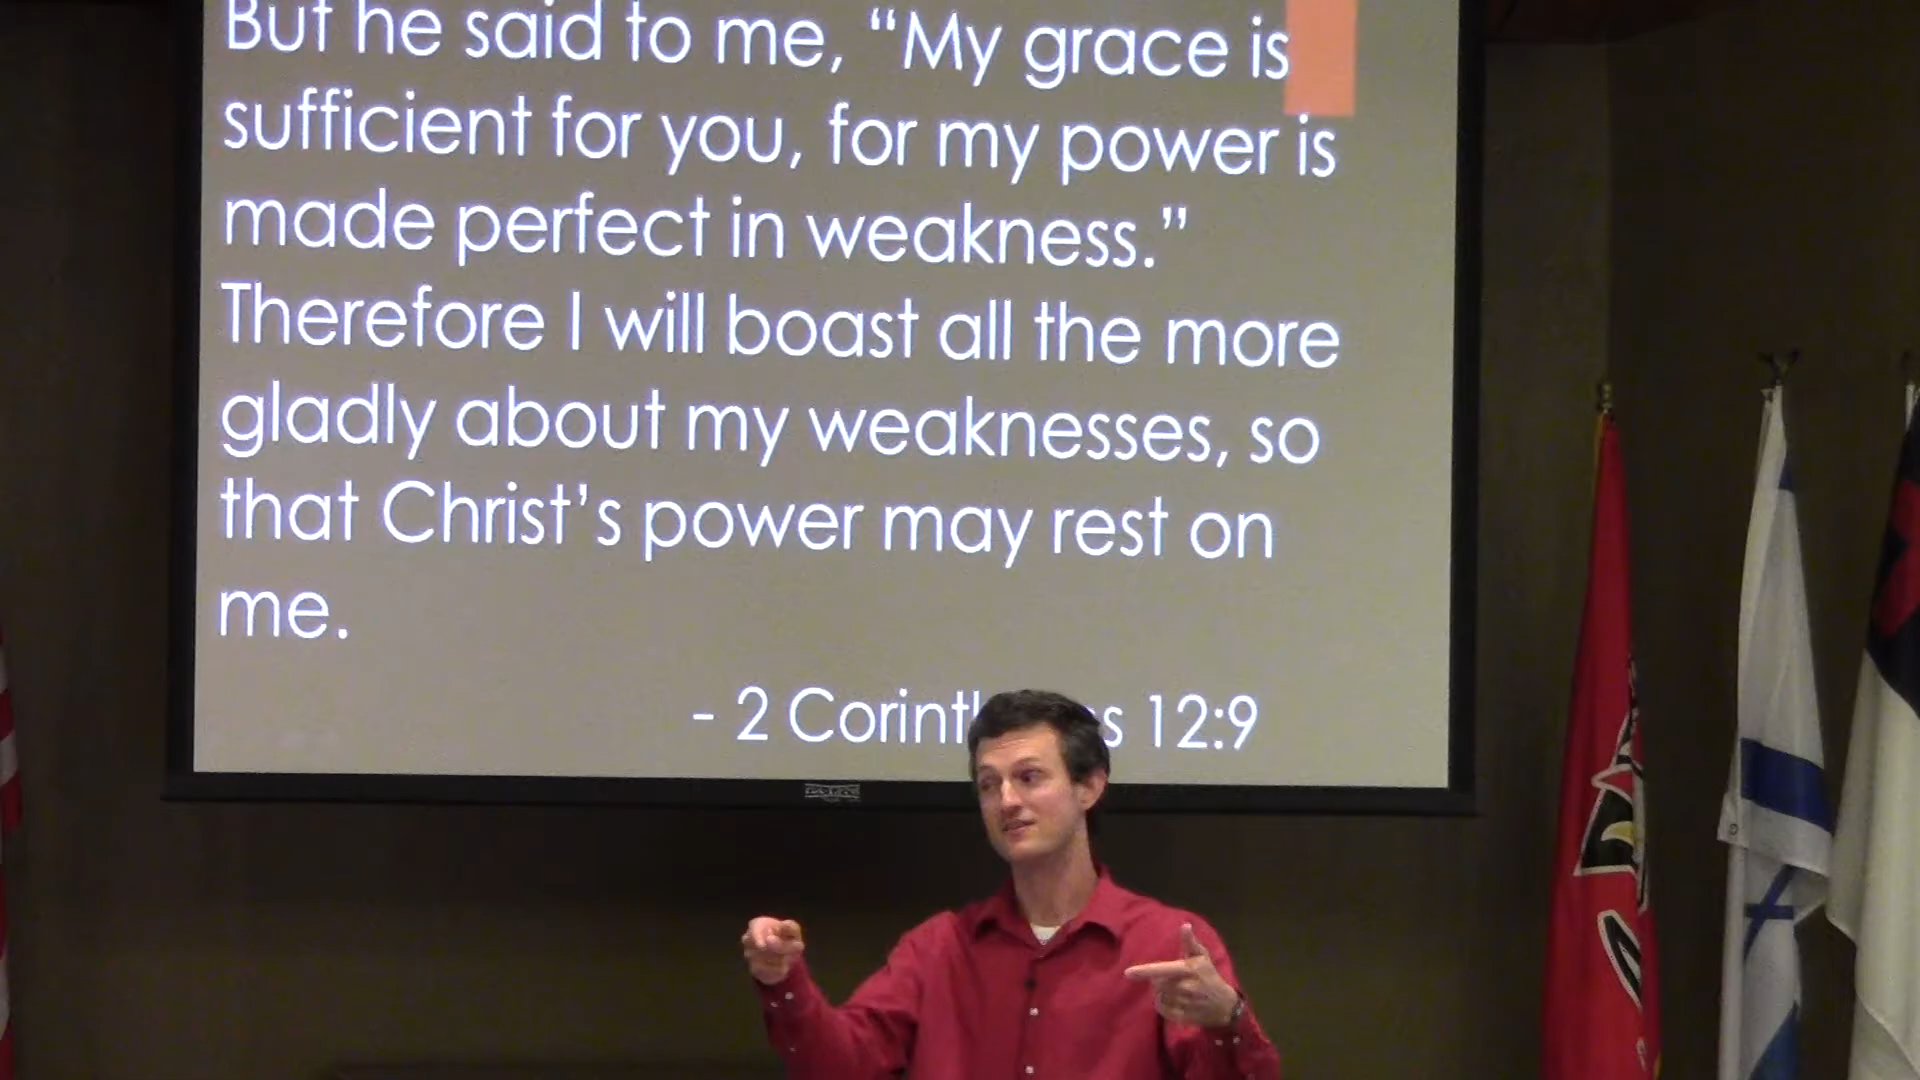 But he said to me, “My grace is
sufficient for you, for my power is
made perfect in weakness.”
Therefore I will boast all the more
gladly about my weaknesses, so
that Christ’s power may rest on
me.
- 2 Corinthians 12:9